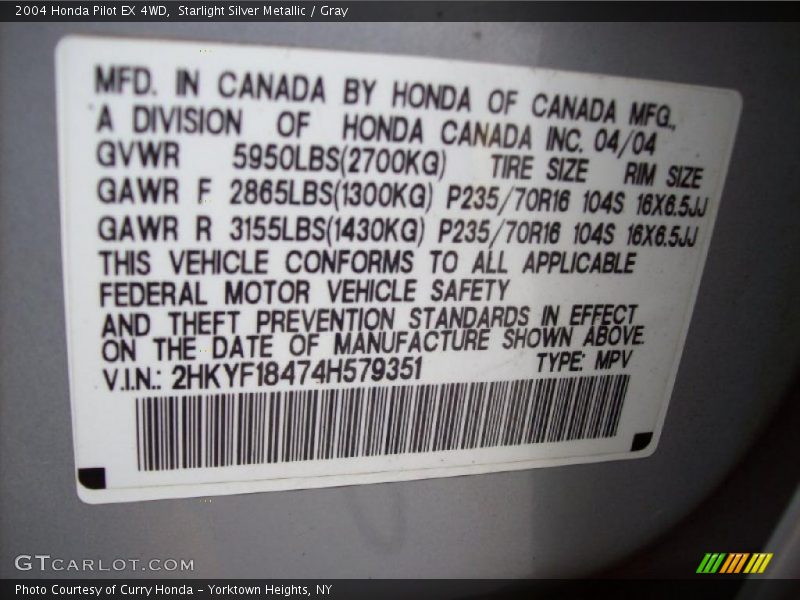 2004 Honda Pilot EX 4WD, Starlight Silver Metallic / Gray
MFD. IN CANADA BY HONDA OF CANADA MFG.,
A DIVISION OF HONDA CANADA INC. 04/04
GVWR 5950LBS(2700KG) TIRE SIZE RIM SIZE
GAWR F 2865LBS(1300KG) P235/70R16 104S 16X6.5JJ
GAWR R 3155LBS(1430KG) P235/70R16 104S 16X6.5JJ
THIS VEHICLE CONFORMS TO ALL APPLICABLE
FEDERAL MOTOR VEHICLE SAFETY
AND THEFT PREVENTION STANDARDS IN EFFECT
ON THE DATE OF MANUFACTURE SHOWN ABOVE.
V.I.N.: 2HKYF18474H579351 TYPE: MPV
GTCARLOT.COM
Photo Courtesy of Curry Honda - Yorktown Heights, NY